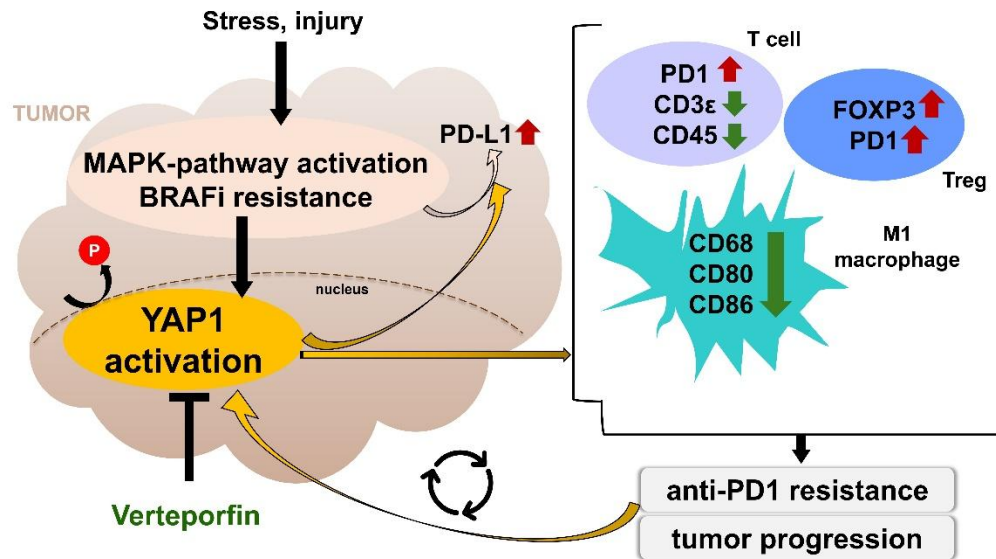 Stress, injury
TUMOR
MAPK-pathway activation
BRAFi resistance
PD-L1
P
nucleus
YAP1
activation
Verteporfin
T cell
PD1
CD3ε
CD45
FOXP3
PD1
Treg
CD68
CD80
CD86
M1
macrophage
anti-PD1 resistance
tumor progression